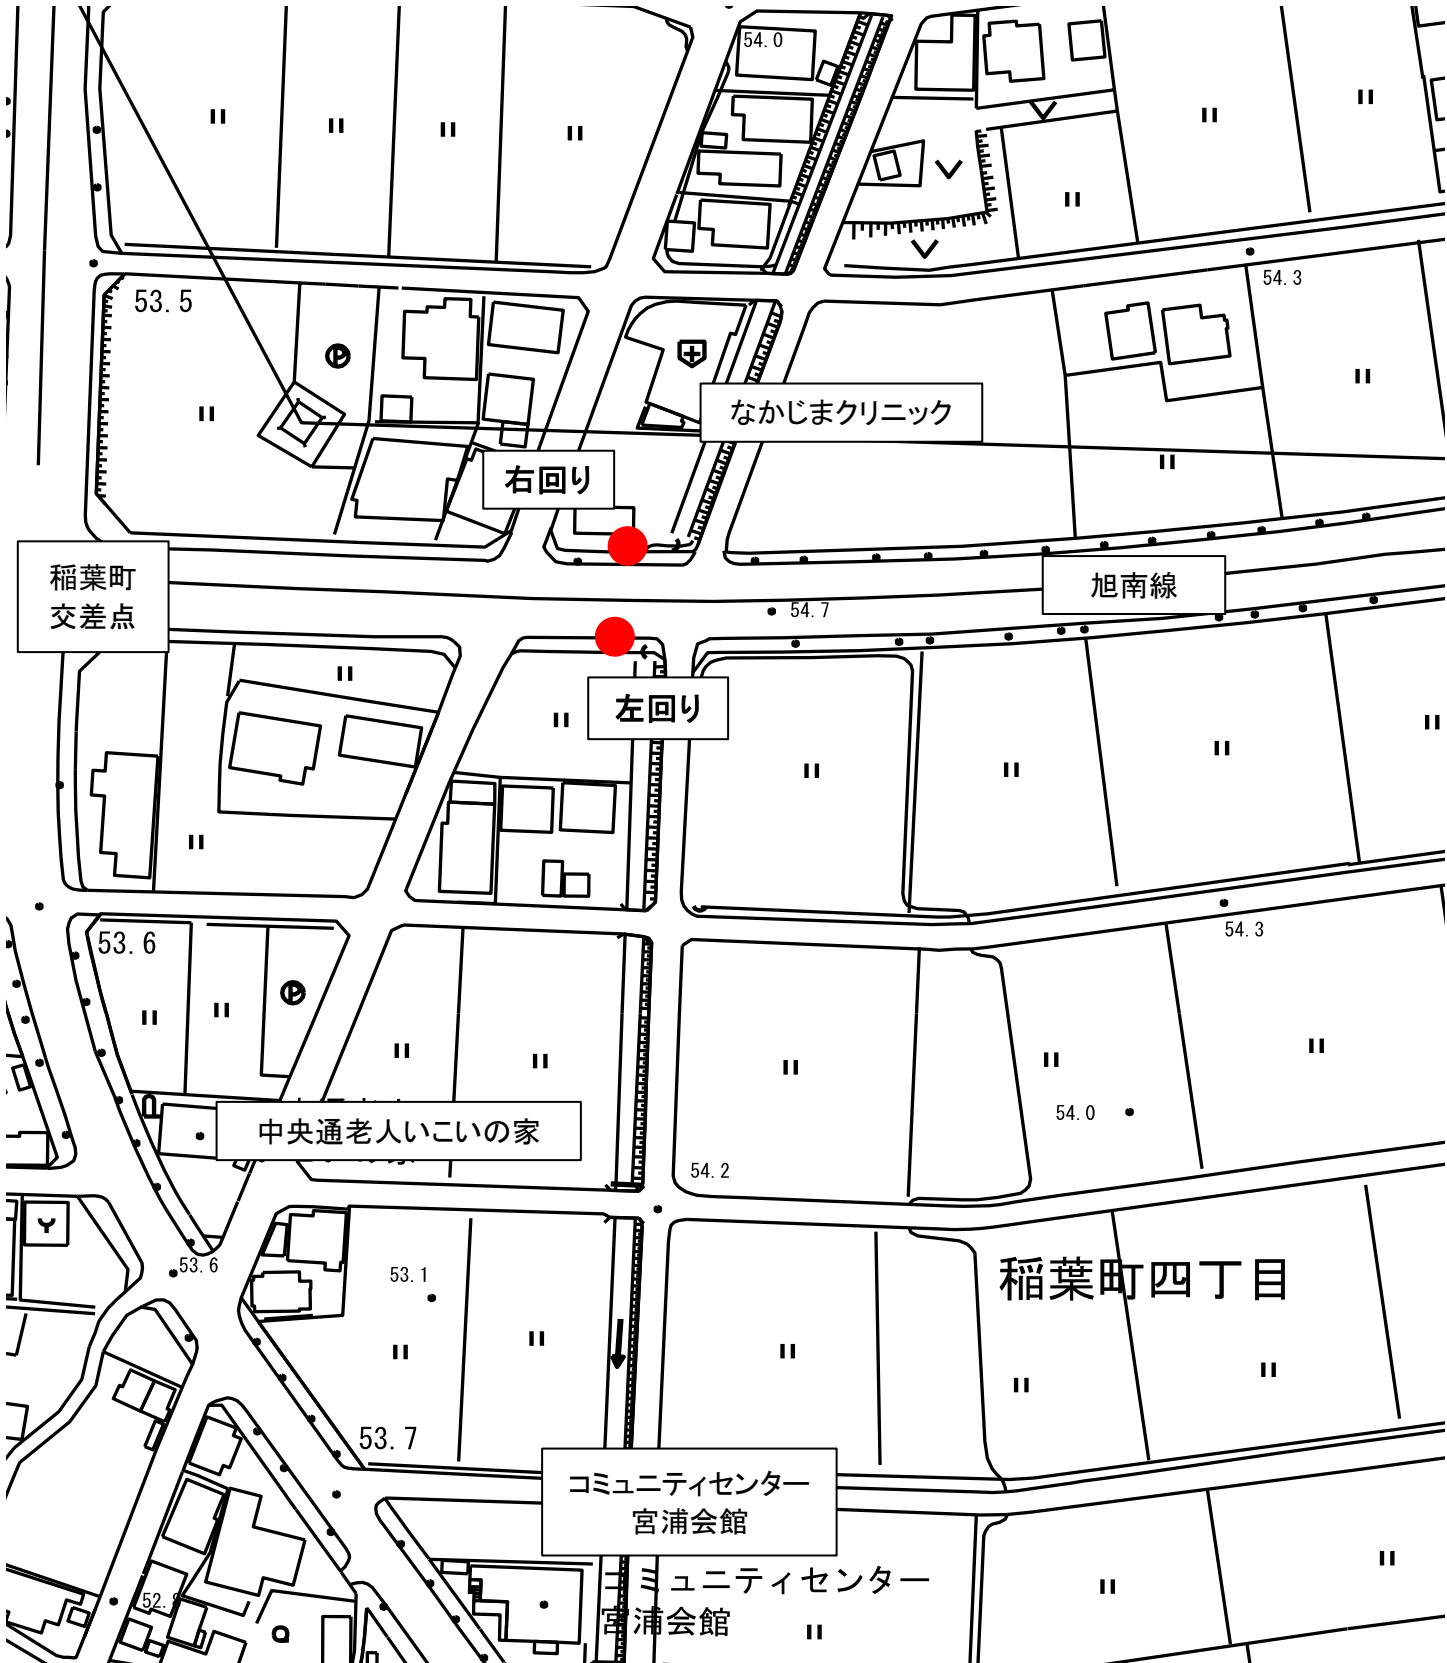 54.0
54.3
53.5
なかじまクリニック
右回り
稲葉町
交差点
旭南線
54.7
左回り
53.6
54.3
54.0
中央通老人いこいの家
54.2
53.6
53.1
稲葉町四丁目
53.7
コミュニティセンター
宮浦会館
コミュニティセンター
宮浦会館